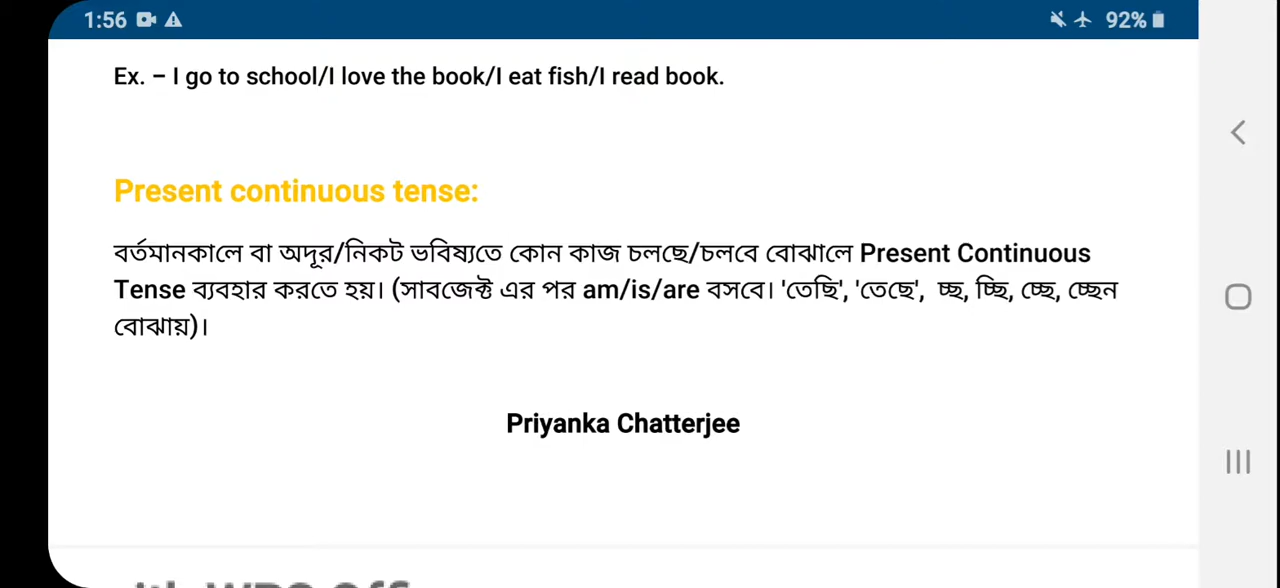 1:56 92%
Ex. – I go to school/I love the book/I eat fish/I read book.
Present continuous tense:
বর্তমানকালে বা অদূর/নিকট ভবিষ্যতে কোন কাজ চলছে/চলবে বোঝালে Present Continuous
Tense ব্যবহার করতে হয়। (সাবজেক্ট এর পর am/is/are বসবে। 'তেছি', 'তেছে', চ্ছ, চ্ছি, চ্ছে, চ্ছেন
বোঝায়)।
Priyanka Chatterjee